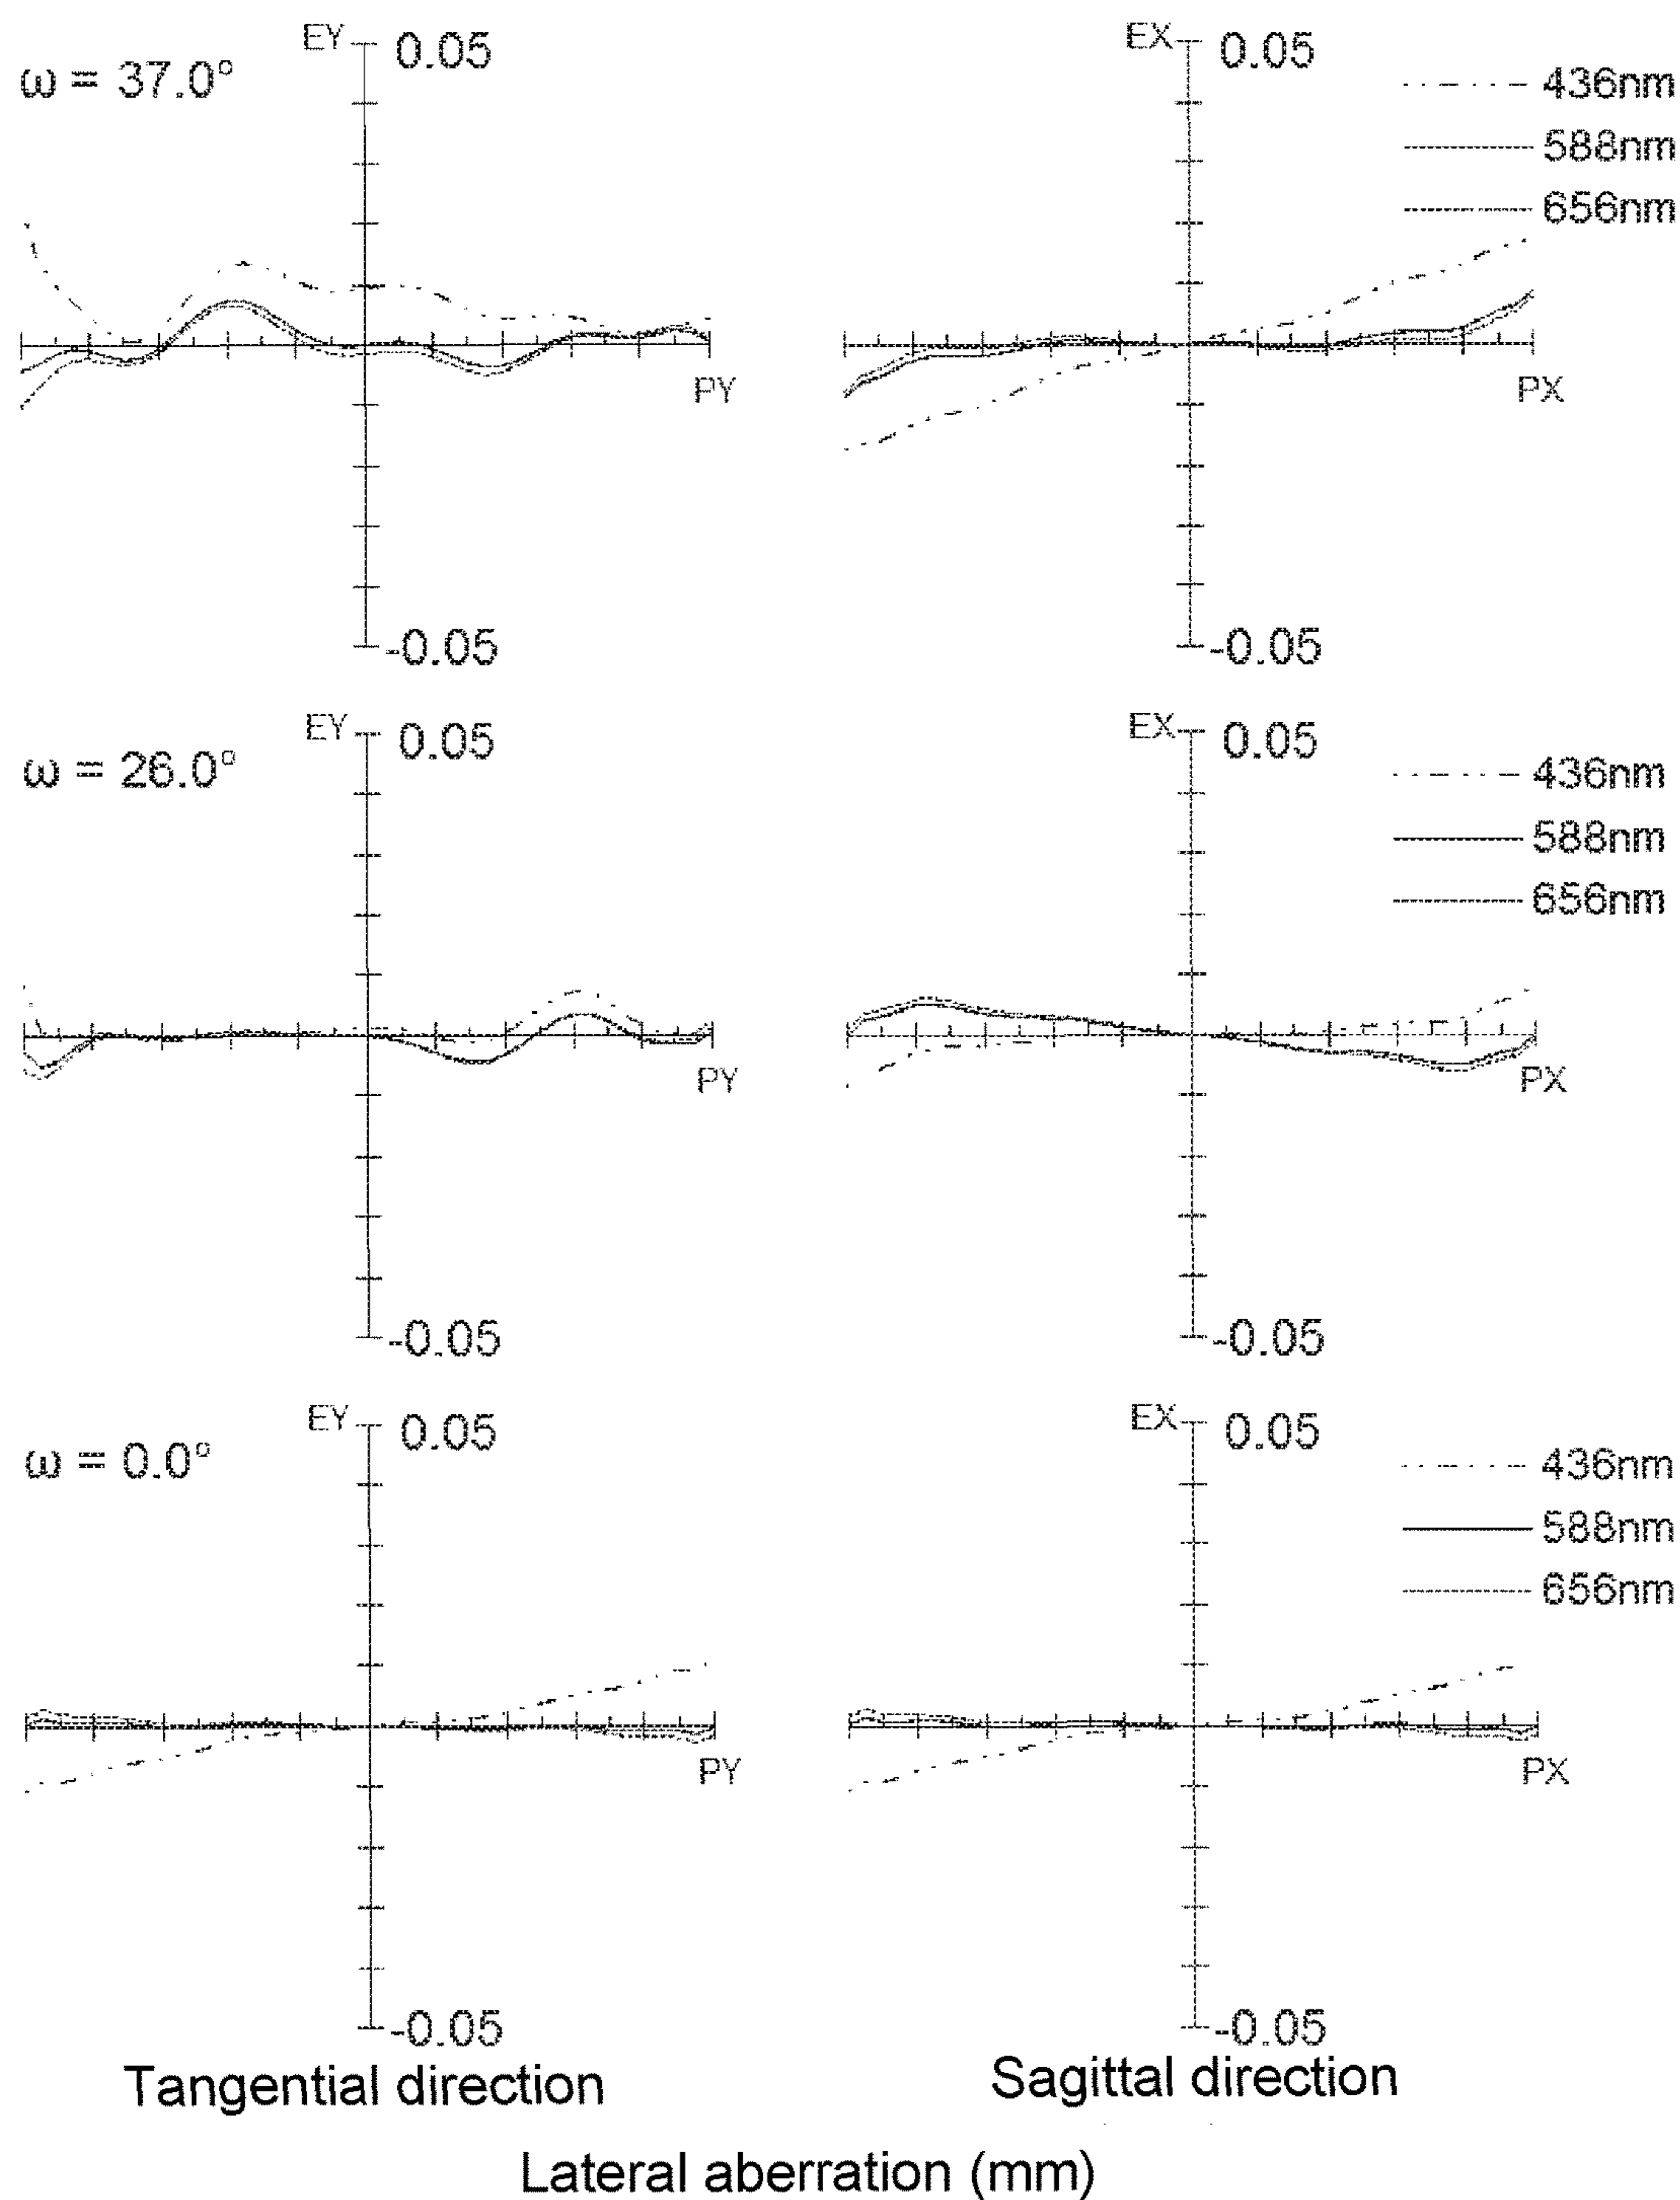 EY 0.05 EX 0.05
ω = 37.0° 436nm
588nm
656nm
PY PX
-0.05 -0.05
EY 0.05 EX 0.05
ω = 26.0° 436nm
588nm
656nm
PY PX
-0.05 -0.05
EY 0.05 EX 0.05
ω = 0.0° 436nm
588nm
656nm
PY PX
-0.05 -0.05
Tangential direction Sagittal direction
Lateral aberration (mm)